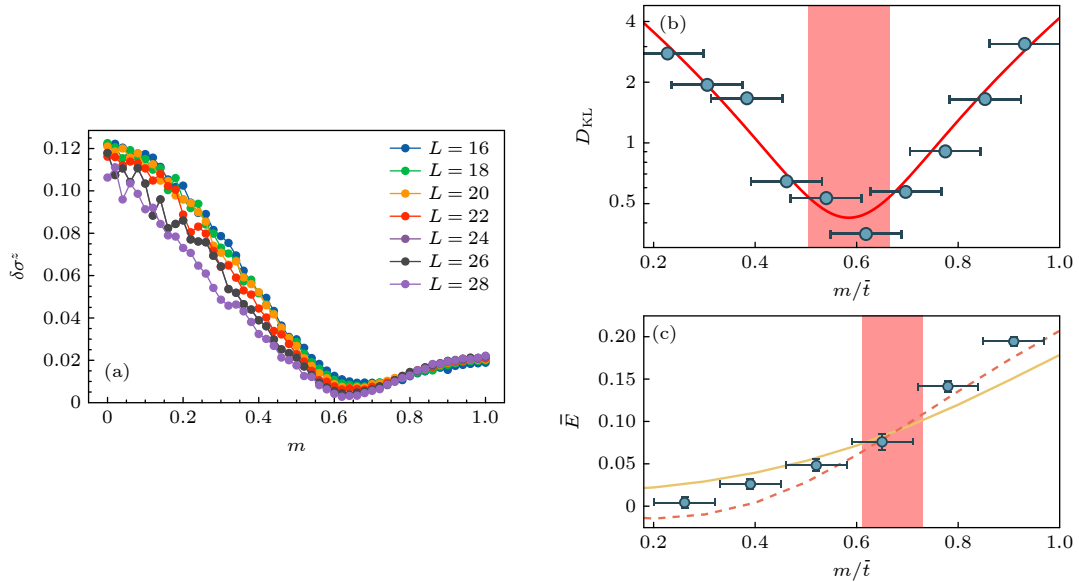 0.12
0.10
0.08
0.06
0.04
0.02
0
δσᶻ
(a)
L = 16
L = 18
L = 20
L = 22
L = 24
L = 26
L = 28
0
0.2
0.4
0.6
0.8
1.0
m
(b)
4
2
1
0.5
D_KL
0.2
0.4
0.6
0.8
1.0
m/t̄
(c)
0.20
0.15
0.10
0.05
0
E̅
0.2
0.4
0.6
0.8
1.0
m/t̄